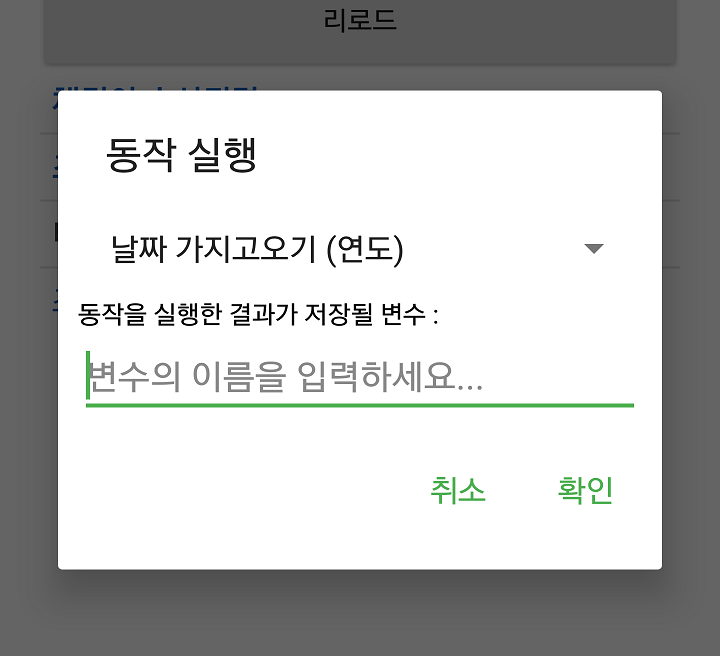 리로드
동작 실행
날짜 가지고오기 (연도)
동작을 실행한 결과가 저장될 변수 :
변수의 이름을 입력하세요...
취소 확인